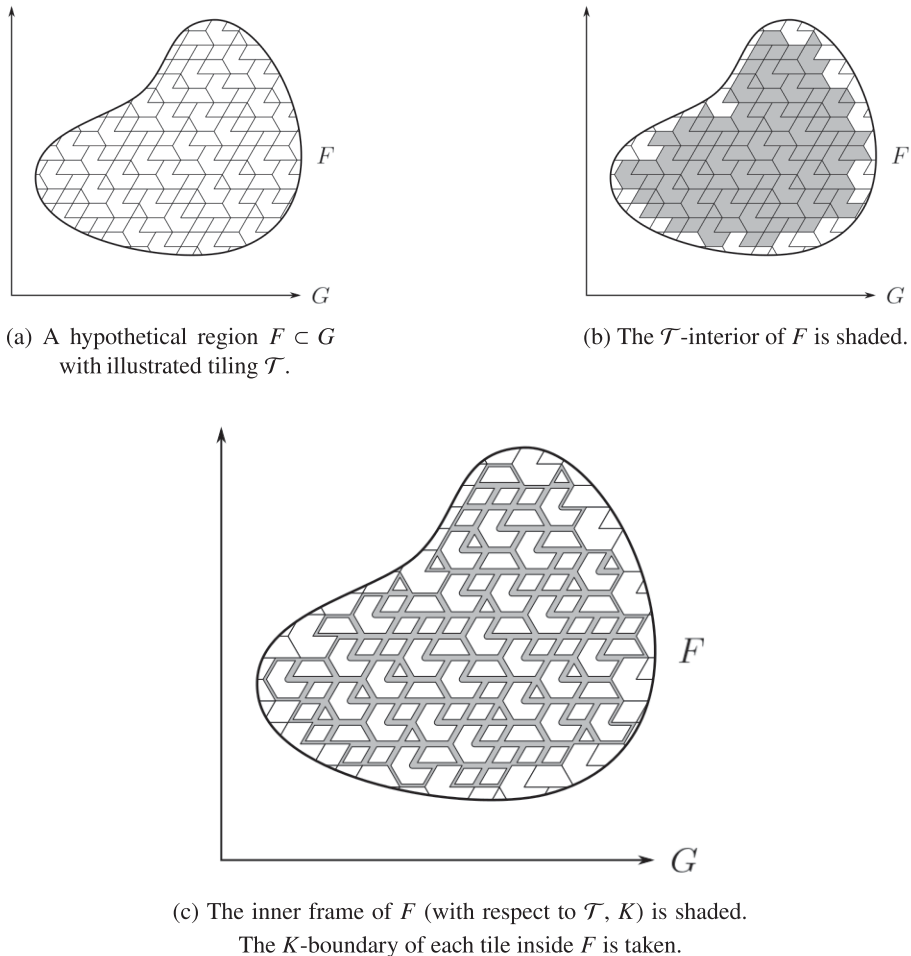 F
G
F
G
(a) A hypothetical region F ⊂ G
with illustrated tiling 𝒯.
(b) The 𝒯-interior of F is shaded.
F
G
(c) The inner frame of F (with respect to 𝒯, K) is shaded.
The K-boundary of each tile inside F is taken.